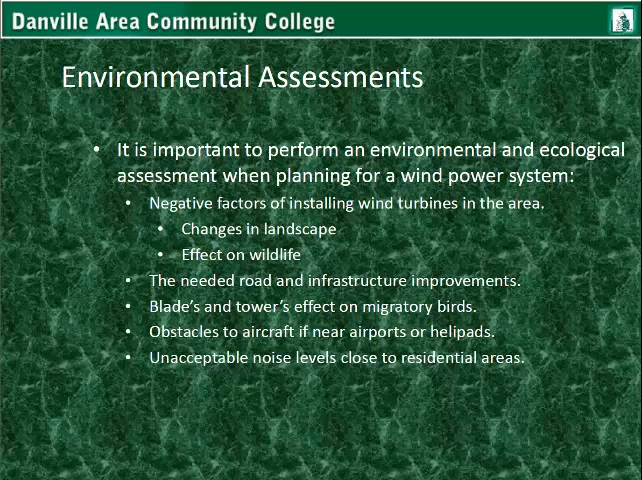 Danville Area Community College
Environmental Assessments
• It is important to perform an environmental and ecological
assessment when planning for a wind power system:
• Negative factors of installing wind turbines in the area.
• Changes in landscape
• Effect on wildlife
• The needed road and infrastructure improvements.
• Blade's and tower's effect on migratory birds.
• Obstacles to aircraft if near airports or helipads.
• Unacceptable noise levels close to residential areas.